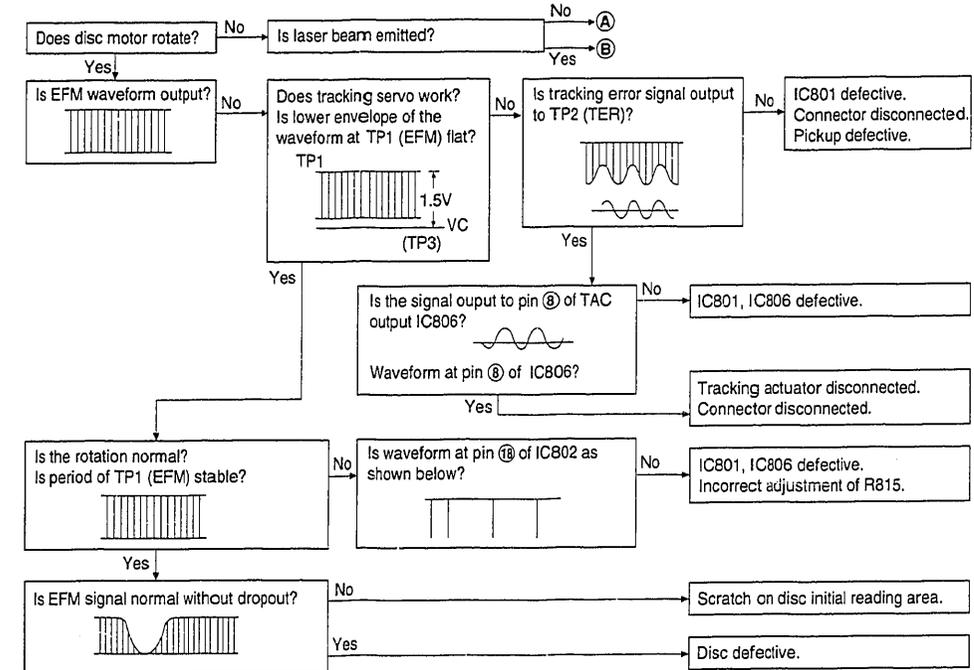 Does disc motor rotate?
No
Is laser beam emitted?
No
A
Yes
B
Yes
Is EFM waveform output?
No
Does tracking servo work?
Is lower envelope of the
waveform at TP1 (EFM) flat?
TP1
1.5V
VC
(TP3)
No
Is tracking error signal output
to TP2 (TER)?
No
IC801 defective.
Connector disconnected.
Pickup defective.
Yes
Yes
Is the signal ouput to pin ⑧ of TAC
output IC806?
Waveform at pin ⑧ of IC806?
No
IC801, IC806 defective.
Yes
Tracking actuator disconnected.
Connector disconnected.
Is the rotation normal?
Is period of TP1 (EFM) stable?
No
Is waveform at pin ⑱ of IC802 as
shown below?
No
IC801, IC806 defective.
Incorrect adjustment of R815.
Yes
Is EFM signal normal without dropout?
No
Scratch on disc initial reading area.
Yes
Disc defective.